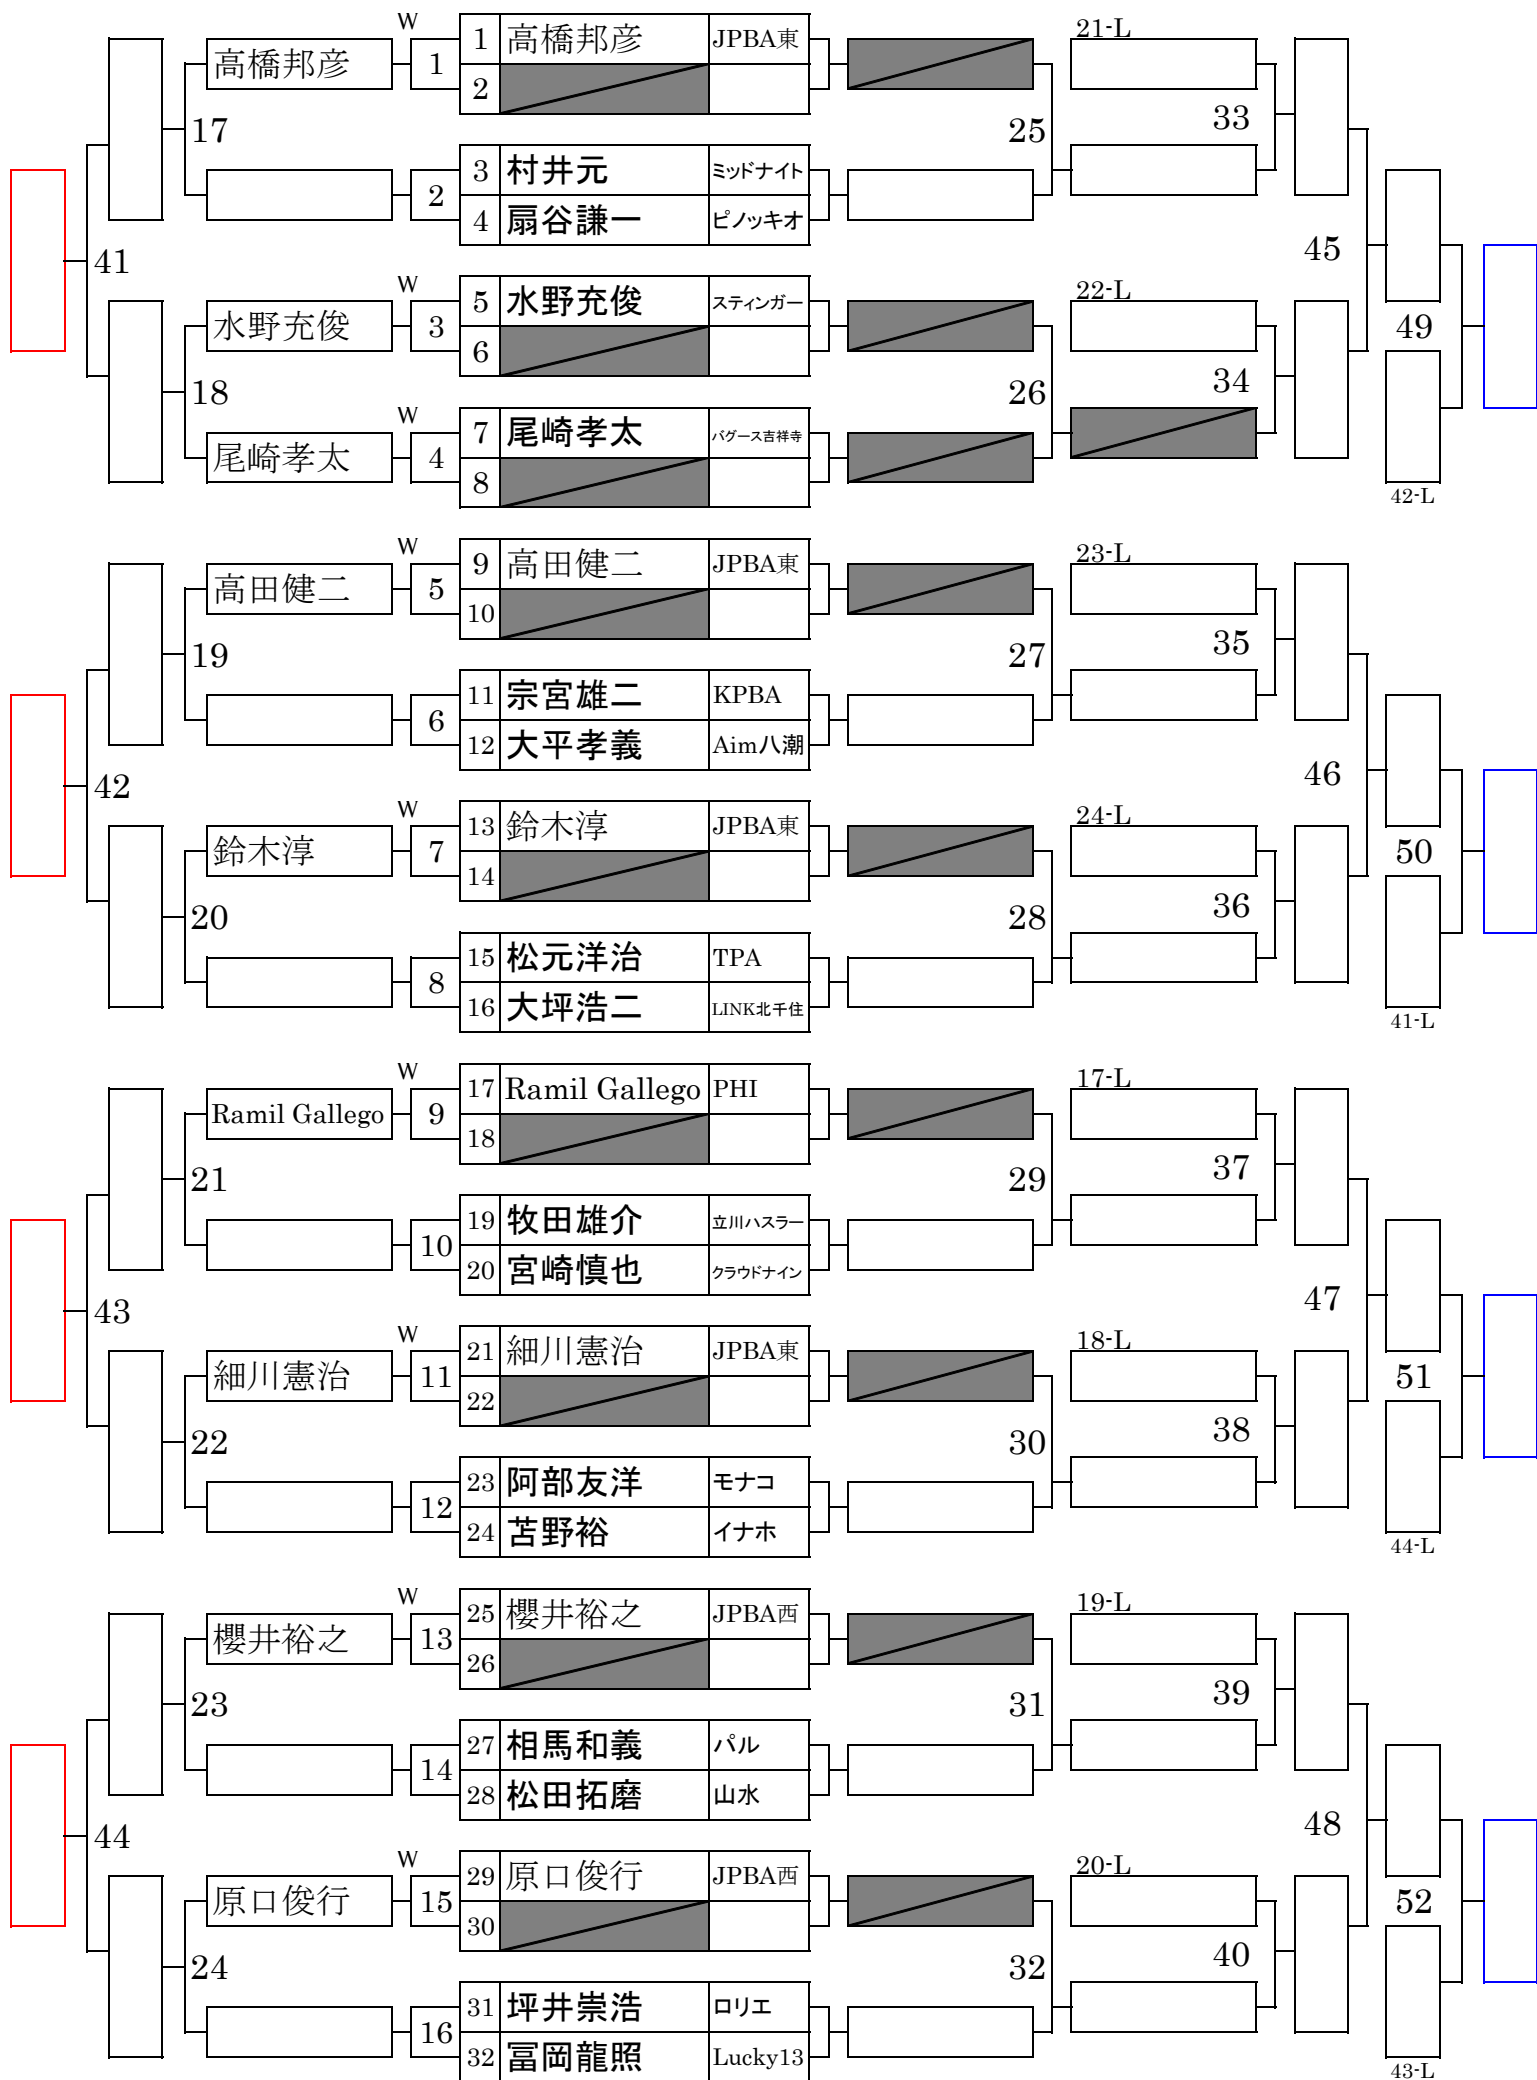 W 1 高橋邦彦 JPBA東 21-L
高橋邦彦 1
2
17 25 33
3 村井元 ミッドナイト
2
4 扇谷謙一 ピノッキオ
41 45
W 5 水野充俊 スティンガー 22-L
水野充俊 3 49
6
18 26 34
W 7 尾崎孝太 バグース吉祥寺
尾崎孝太 4
8 42-L
W 9 高田健二 JPBA東 23-L
高田健二 5
10
19 27 35
11 宗宮雄二 KPBA
6
12 大平孝義 Aim八潮
42 46
W 13 鈴木淳 JPBA東 24-L
鈴木淳 7 50
14
20 28 36
15 松元洋治 TPA
8
16 大坪浩二 LINK北千住
41-L
W 17 Ramil Gallego PHI 17-L
Ramil Gallego 9
18
21 29 37
19 牧田雄介 立川ハスラー
10
20 宮崎慎也 クラウドナイン
43 47
W 21 細川憲治 JPBA東 18-L
細川憲治 11 51
22
22 30 38
23 阿部友洋 モナコ
12
24 苫野裕 イナホ
44-L
W 25 櫻井裕之 JPBA西 19-L
櫻井裕之 13
26
23 31 39
27 相馬和義 パル
14
28 松田拓磨 山水
44 48
W 29 原口俊行 JPBA西 20-L
原口俊行 15 52
30
24 32 40
31 坪井崇浩 ロリエ
16
32 冨岡龍照 Lucky13
43-L